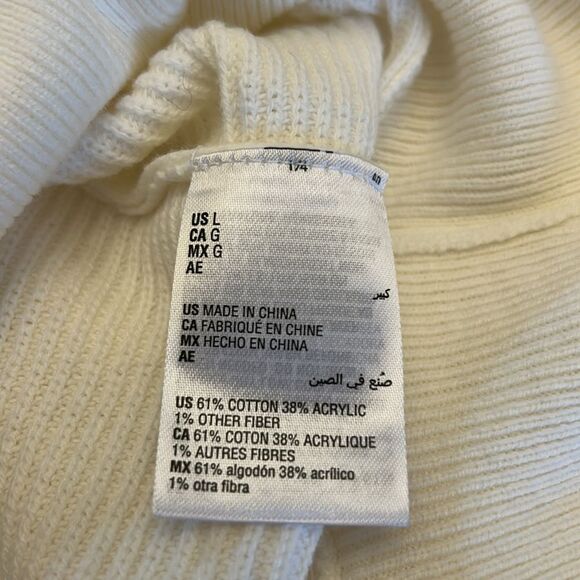 174
US L
CA G
MX G
AE
كبير
US MADE IN CHINA
CA FABRIQUÉ EN CHINE
MX HECHO EN CHINA
AE
صُنع في الصين
US 61% COTTON 38% ACRYLIC
1% OTHER FIBER
CA 61% COTON 38% ACRYLIQUE
1% AUTRES FIBRES
MX 61% algodón 38% acrílico
1% otra fibra